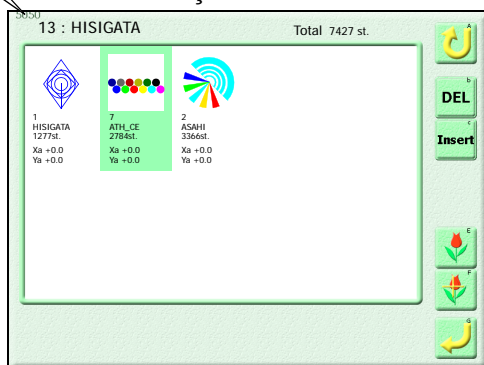 5050
13 : HISIGATA Total 7427 st.
A
1 7 2
HISIGATA ATH_CE ASAHI
1277st. 2784st. 3366st.
Xa +0.0 Xa +0.0 Xa +0.0
Ya +0.0 Ya +0.0 Ya +0.0
b
DEL
c
Insert
E
F
G